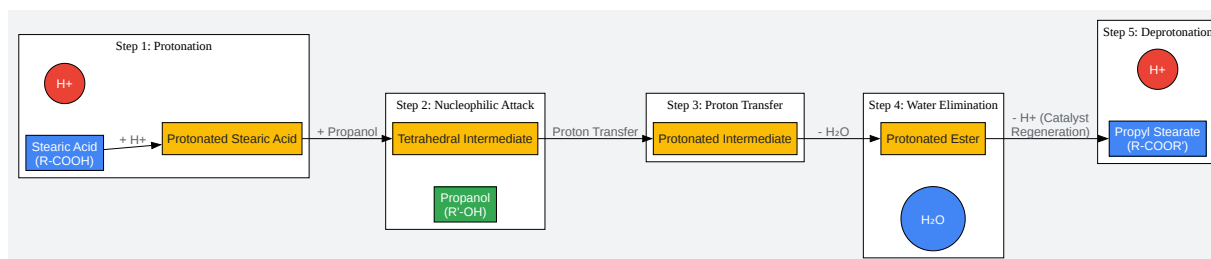 Step 1: Protonation
H+
Stearic Acid
(R-COOH)
+ H+
Protonated Stearic Acid
+ Propanol
Step 2: Nucleophilic Attack
Tetrahedral Intermediate
Propanol
(R'-OH)
Proton Transfer
Step 3: Proton Transfer
Protonated Intermediate
- H₂O
Step 4: Water Elimination
Protonated Ester
H₂O
- H+ (Catalyst
Regeneration)
Step 5: Deprotonation
H+
Propyl Stearate
(R-COOR')